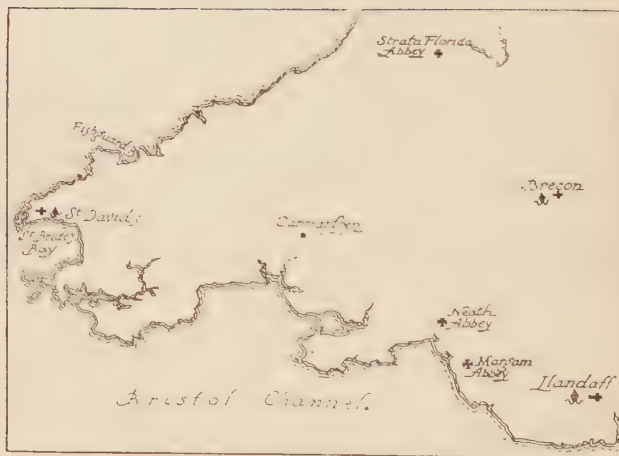 Strata Florida
Abbey
Fishguard
Brecon
St Davids
St Brides
Bay
Carmarthen
Neath
Abbey
Margam
Abbey
Llandaff
Bristol Channel.